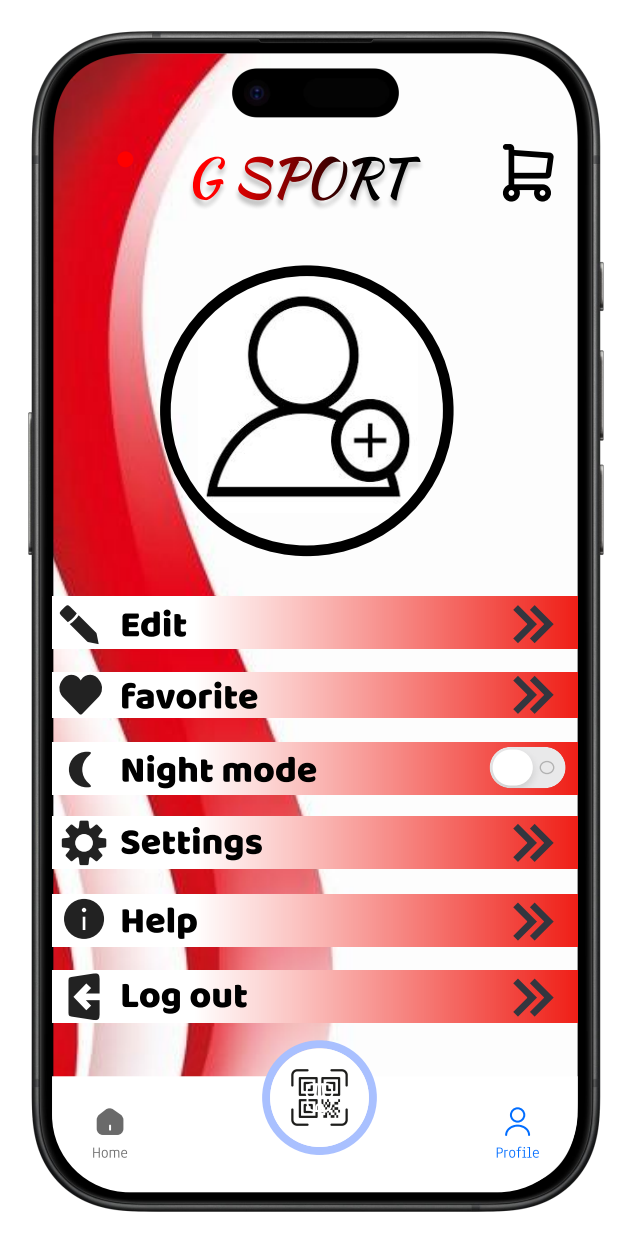 G SPORT
Edit
favorite
Night mode
Settings
Help
Log out
Home
Profile